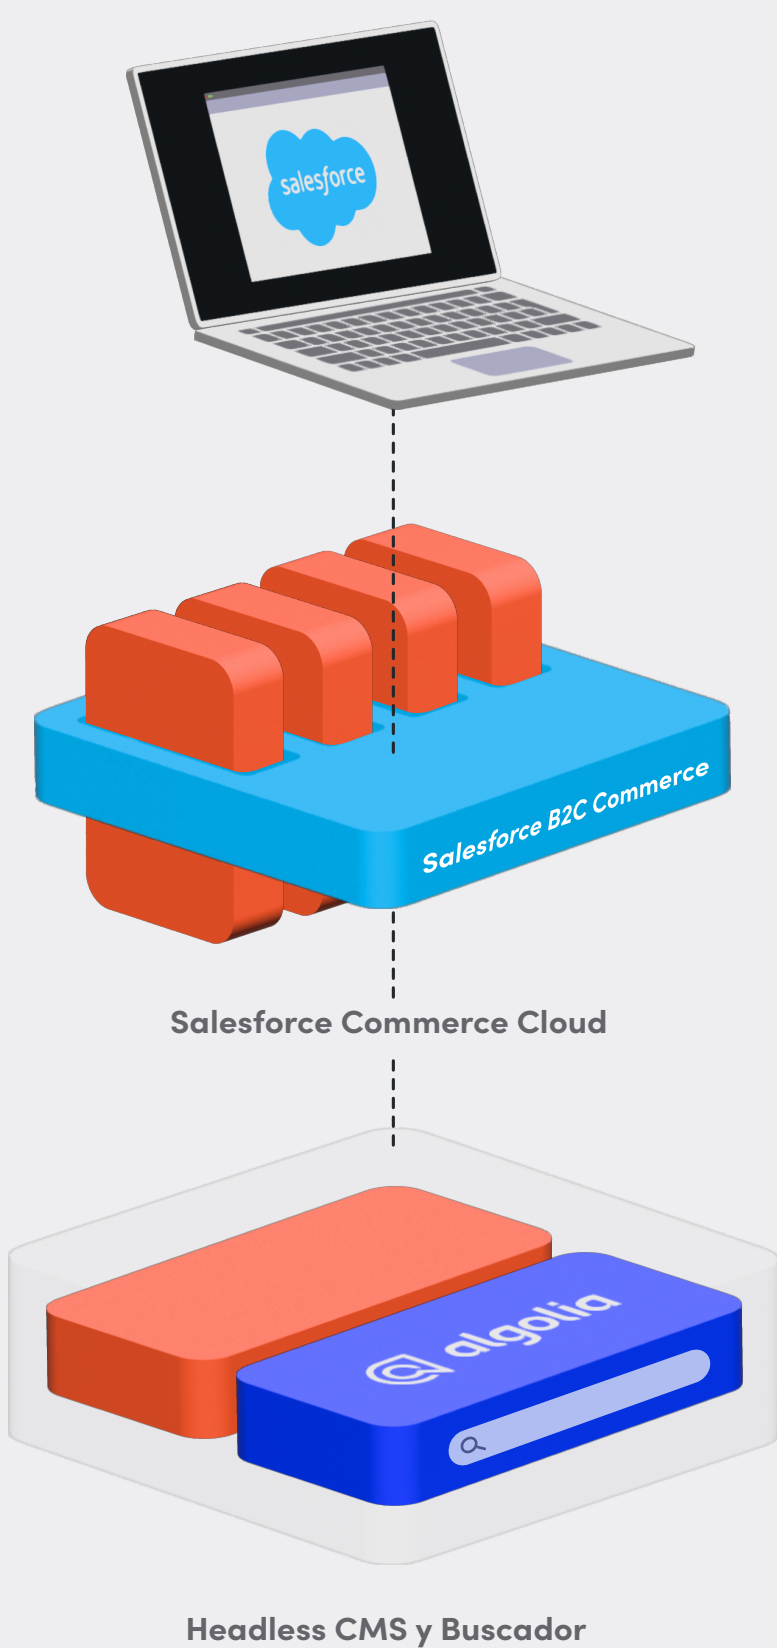 salesforce
Salesforce B2C Commerce
Salesforce Commerce Cloud
algolia
Headless CMS y Buscador